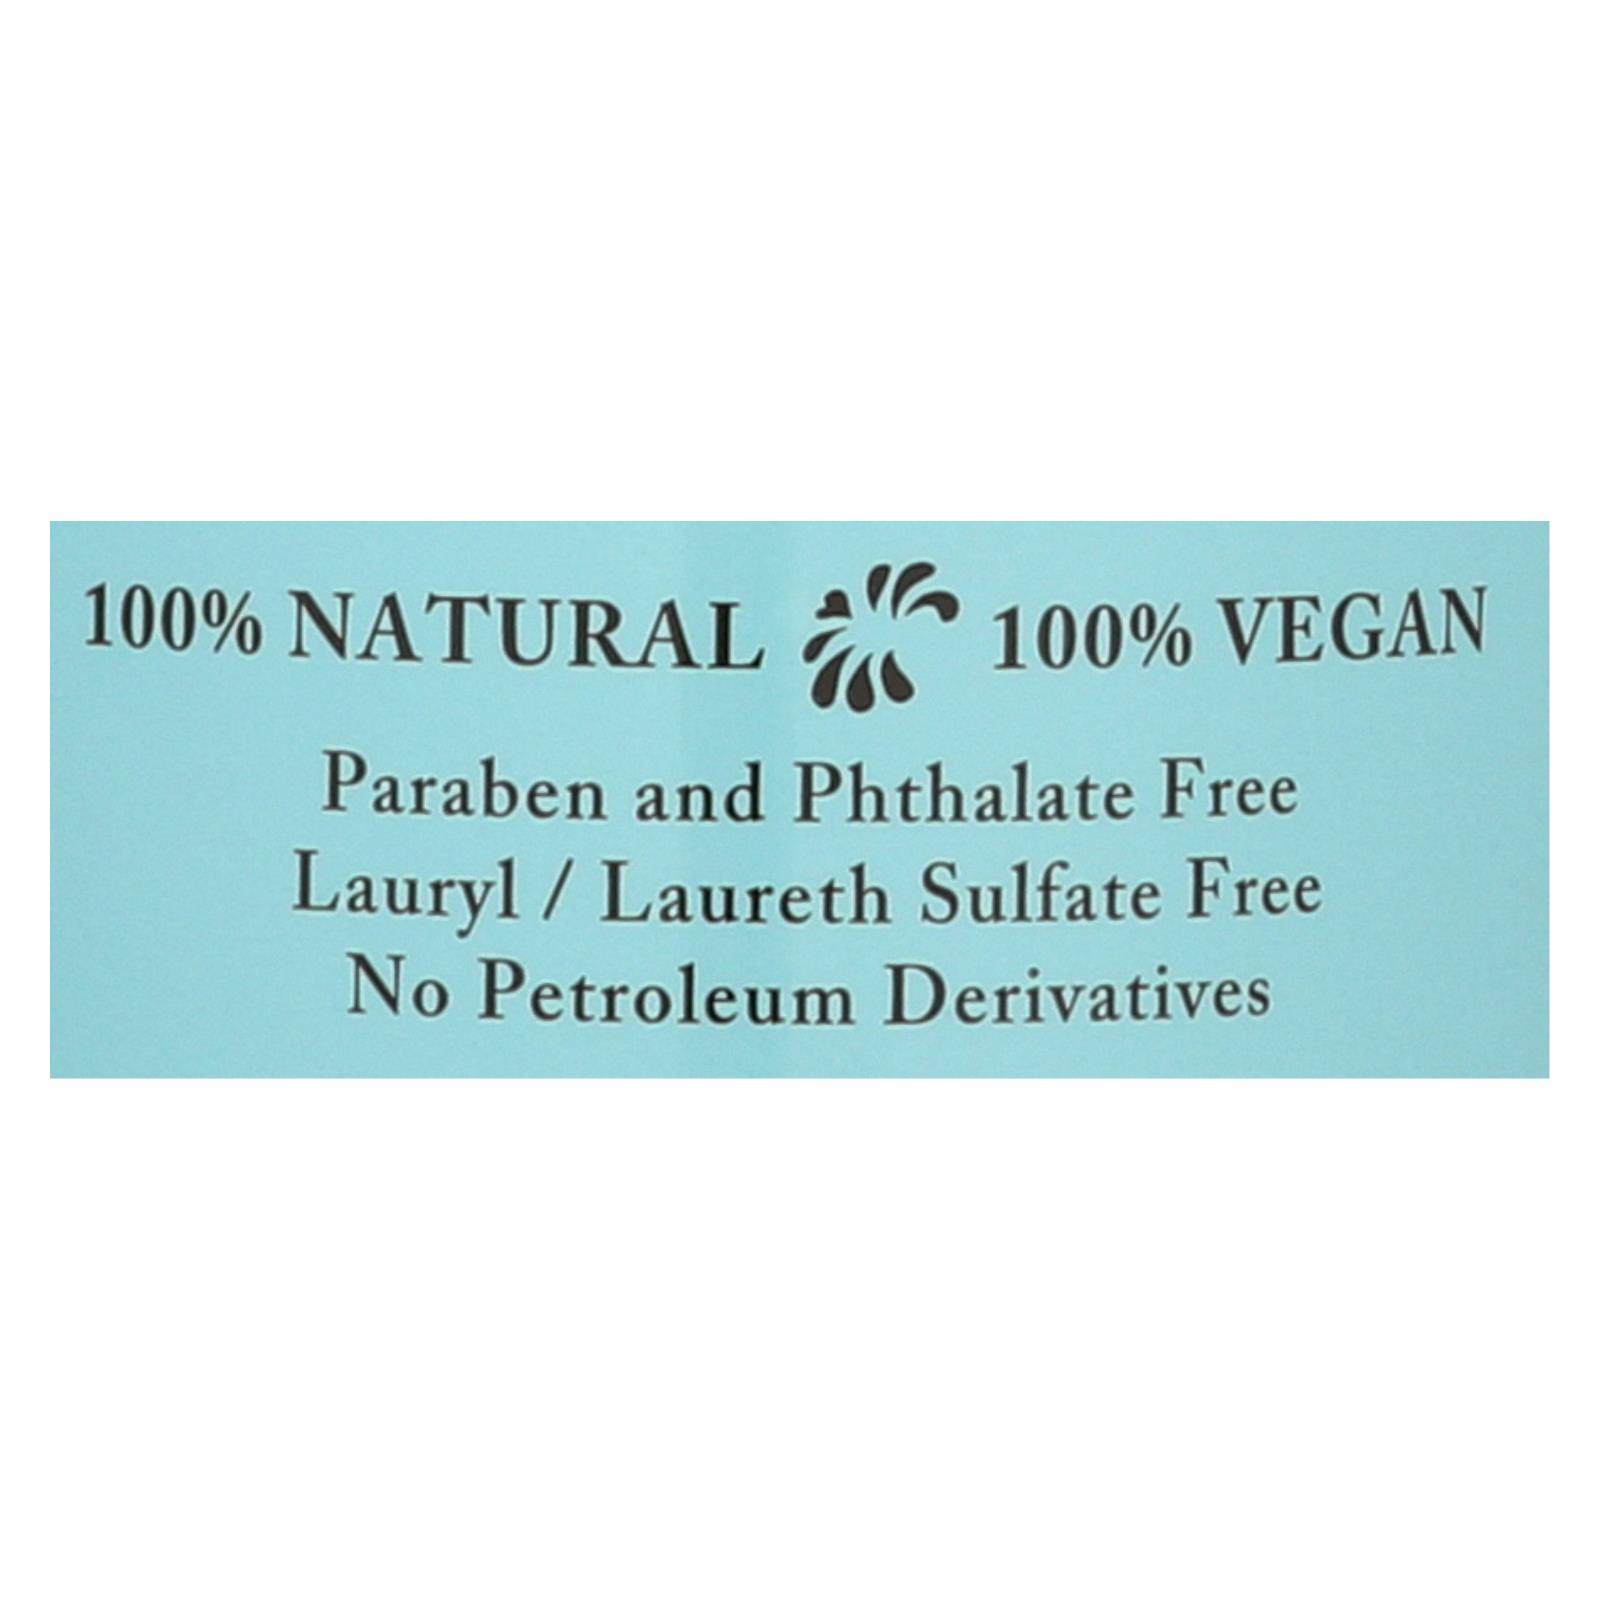 100% NATURAL 100% VEGAN
Paraben and Phthalate Free
Lauryl / Laureth Sulfate Free
No Petroleum Derivatives